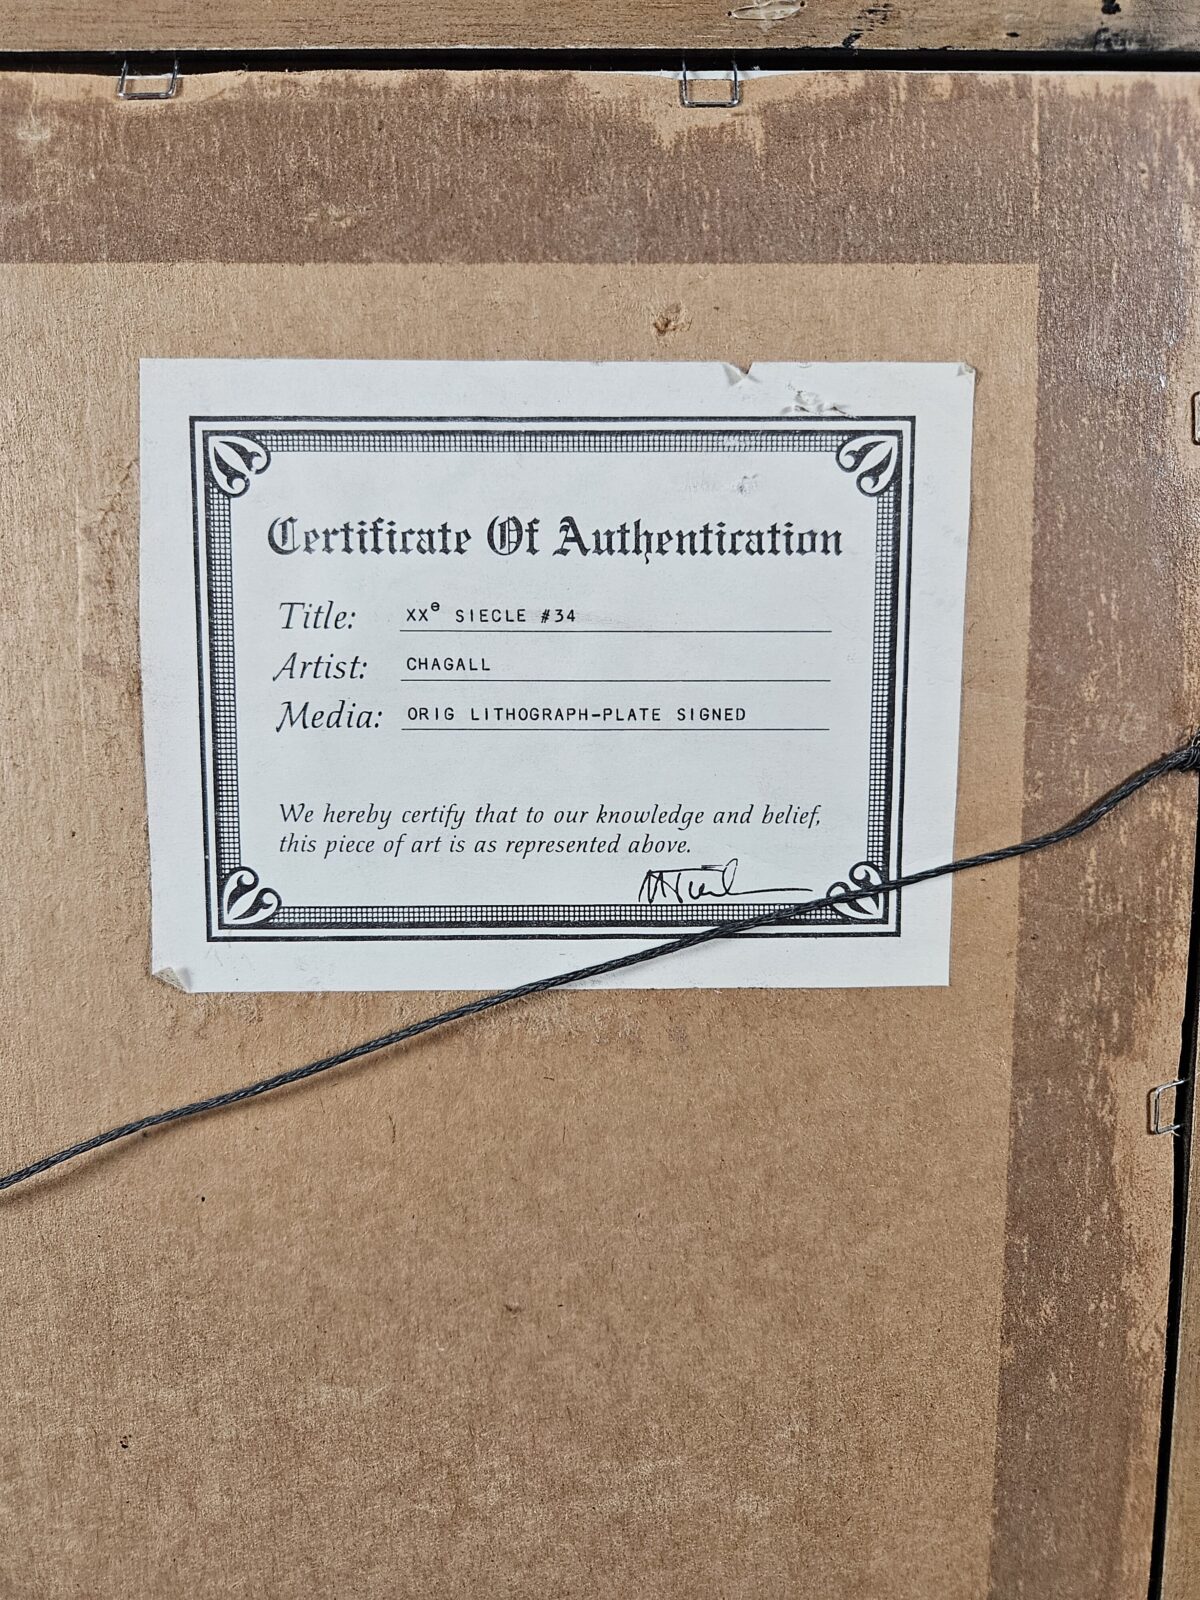 Certificate Of Authentication
Title: XXe SIECLE #34
Artist: CHAGALL
Media: ORIG LITHOGRAPH-PLATE SIGNED
We hereby certify that to our knowledge and belief,
this piece of art is as represented above.